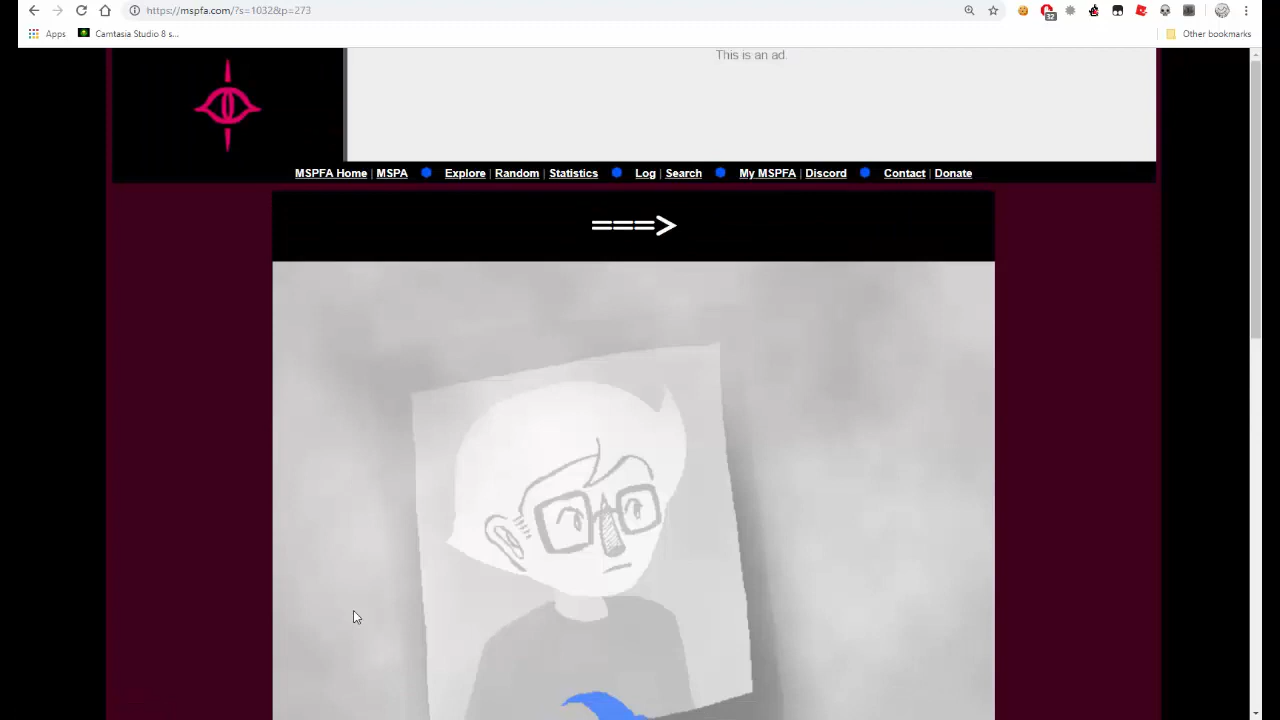 https://mspfa.com/?s=1032&p=273
32
Apps Camtasia Studio 8 s... Other bookmarks
This is an ad.
MSPFA Home | MSPA Explore | Random | Statistics Log | Search My MSPFA | Discord Contact | Donate
===>